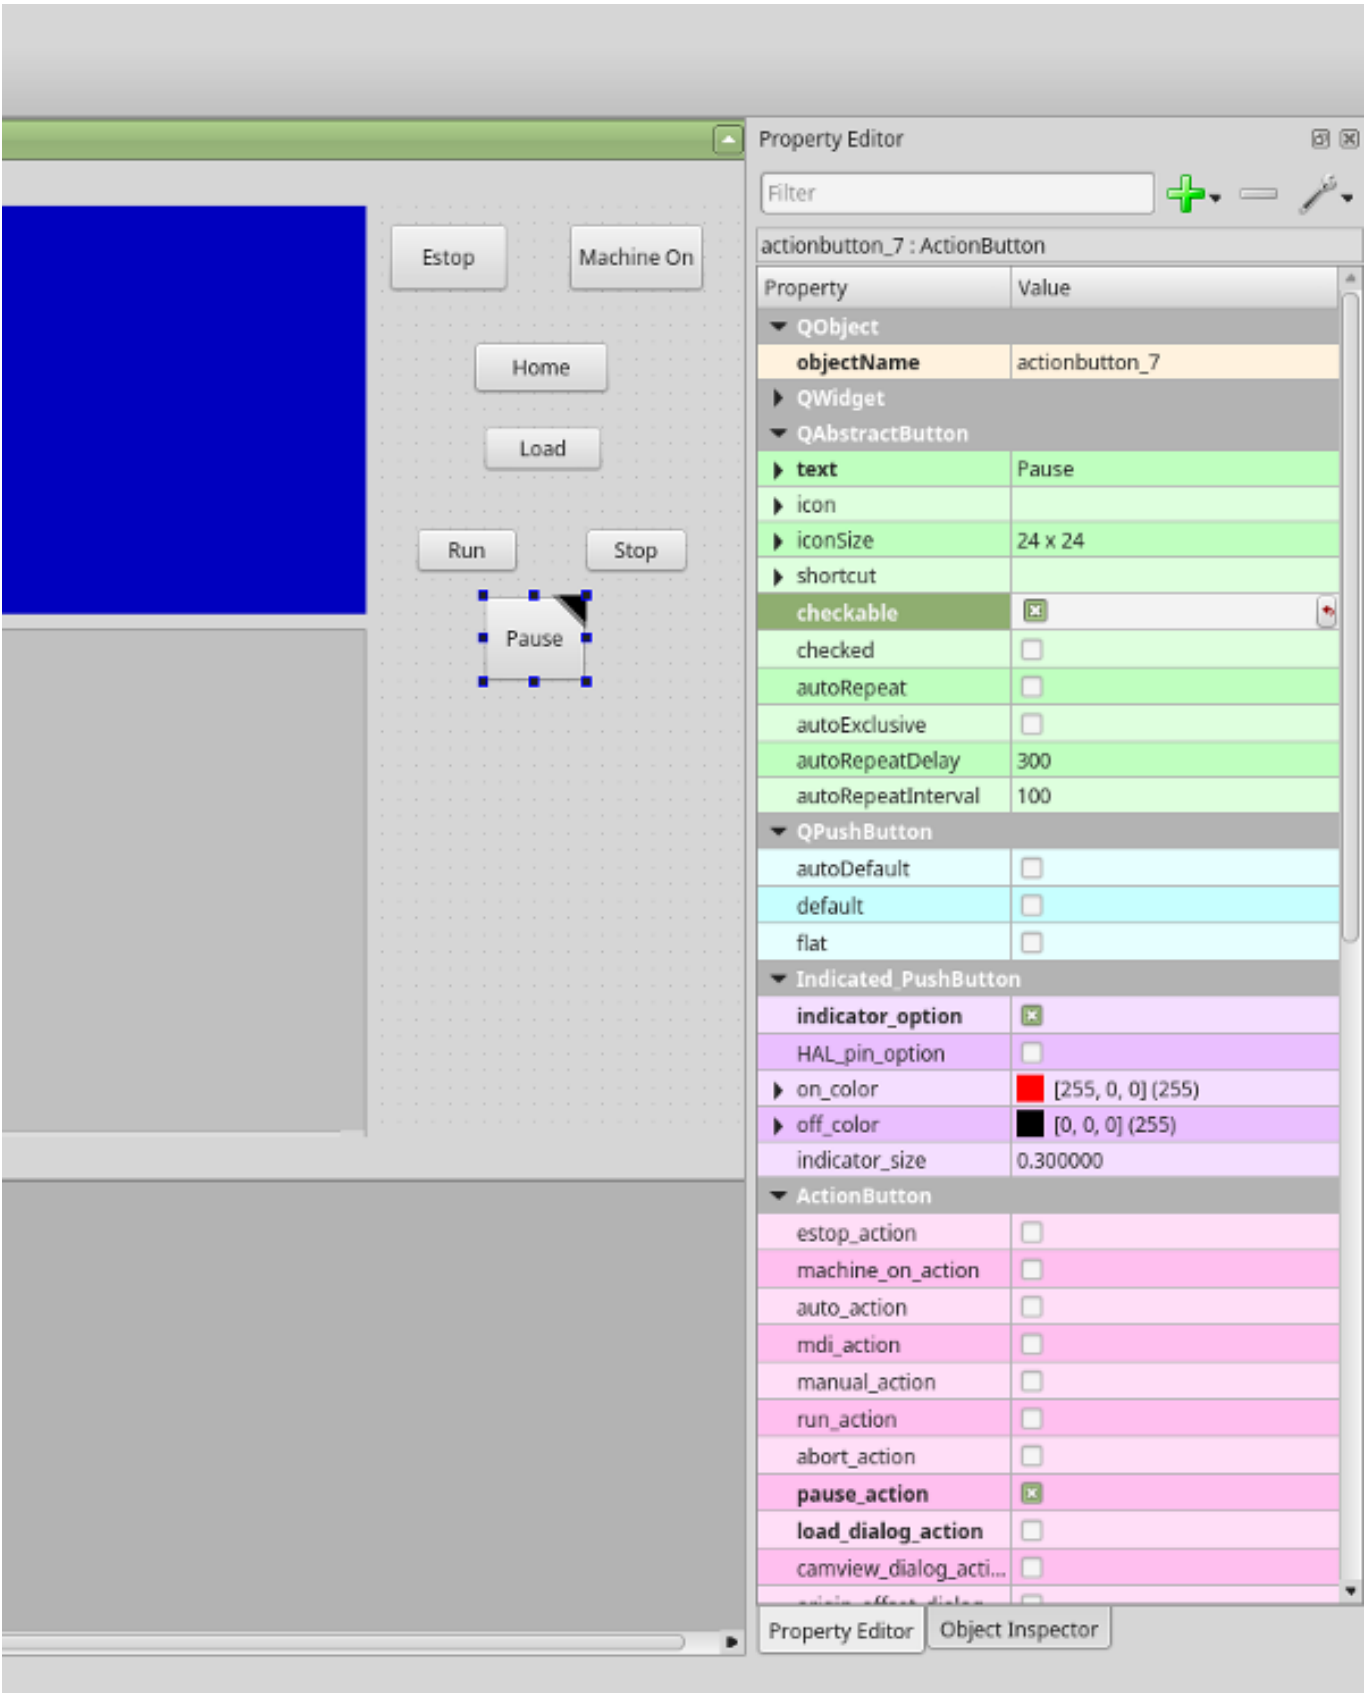 Property Editor
Filter
actionbutton_7 : ActionButton
Property Value
QObject
objectName actionbutton_7
QWidget
QAbstractButton
text Pause
icon
iconSize 24 x 24
shortcut
checkable
checked
autoRepeat
autoExclusive
autoRepeatDelay 300
autoRepeatInterval 100
QPushButton
autoDefault
default
flat
Indicated_PushButton
indicator_option
HAL_pin_option
on_color [255, 0, 0] (255)
off_color [0, 0, 0] (255)
indicator_size 0.300000
ActionButton
estop_action
machine_on_action
auto_action
mdi_action
manual_action
run_action
abort_action
pause_action
load_dialog_action
camview_dialog_acti...
Property Editor Object Inspector
Estop Machine On
Home
Load
Run Stop
Pause